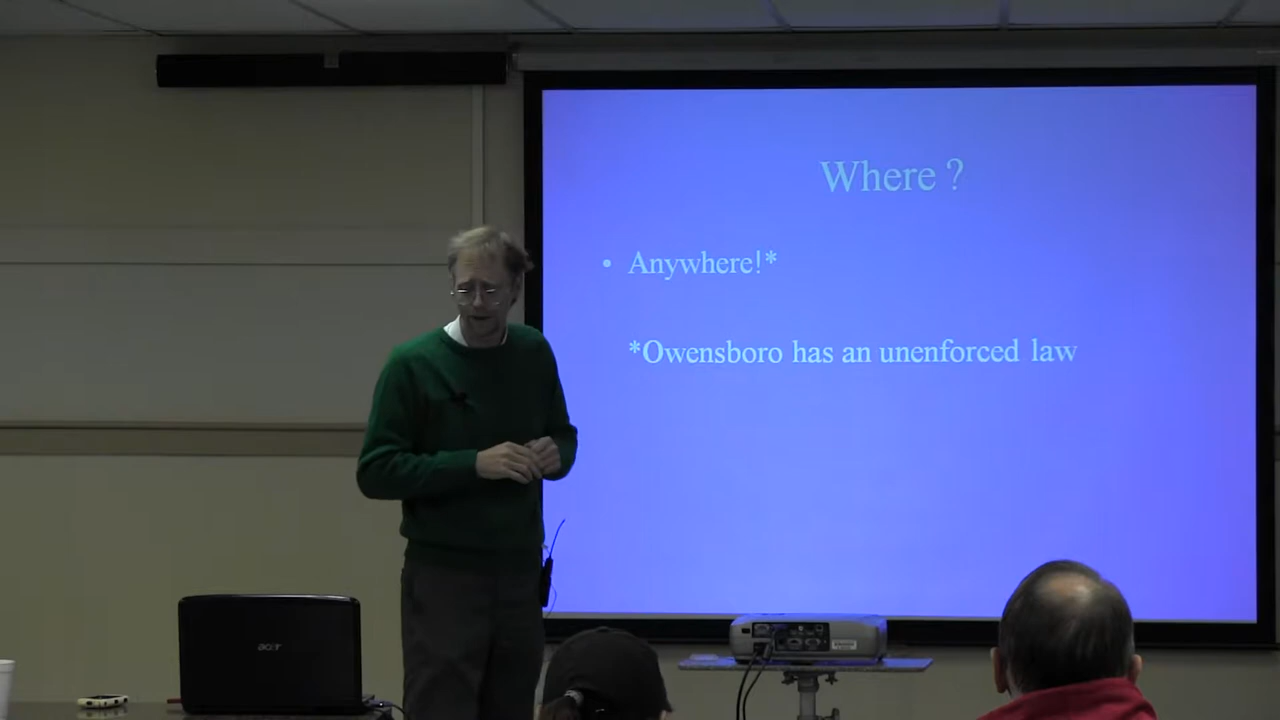 Where ?
• Anywhere!*
*Owensboro has an unenforced law
acer